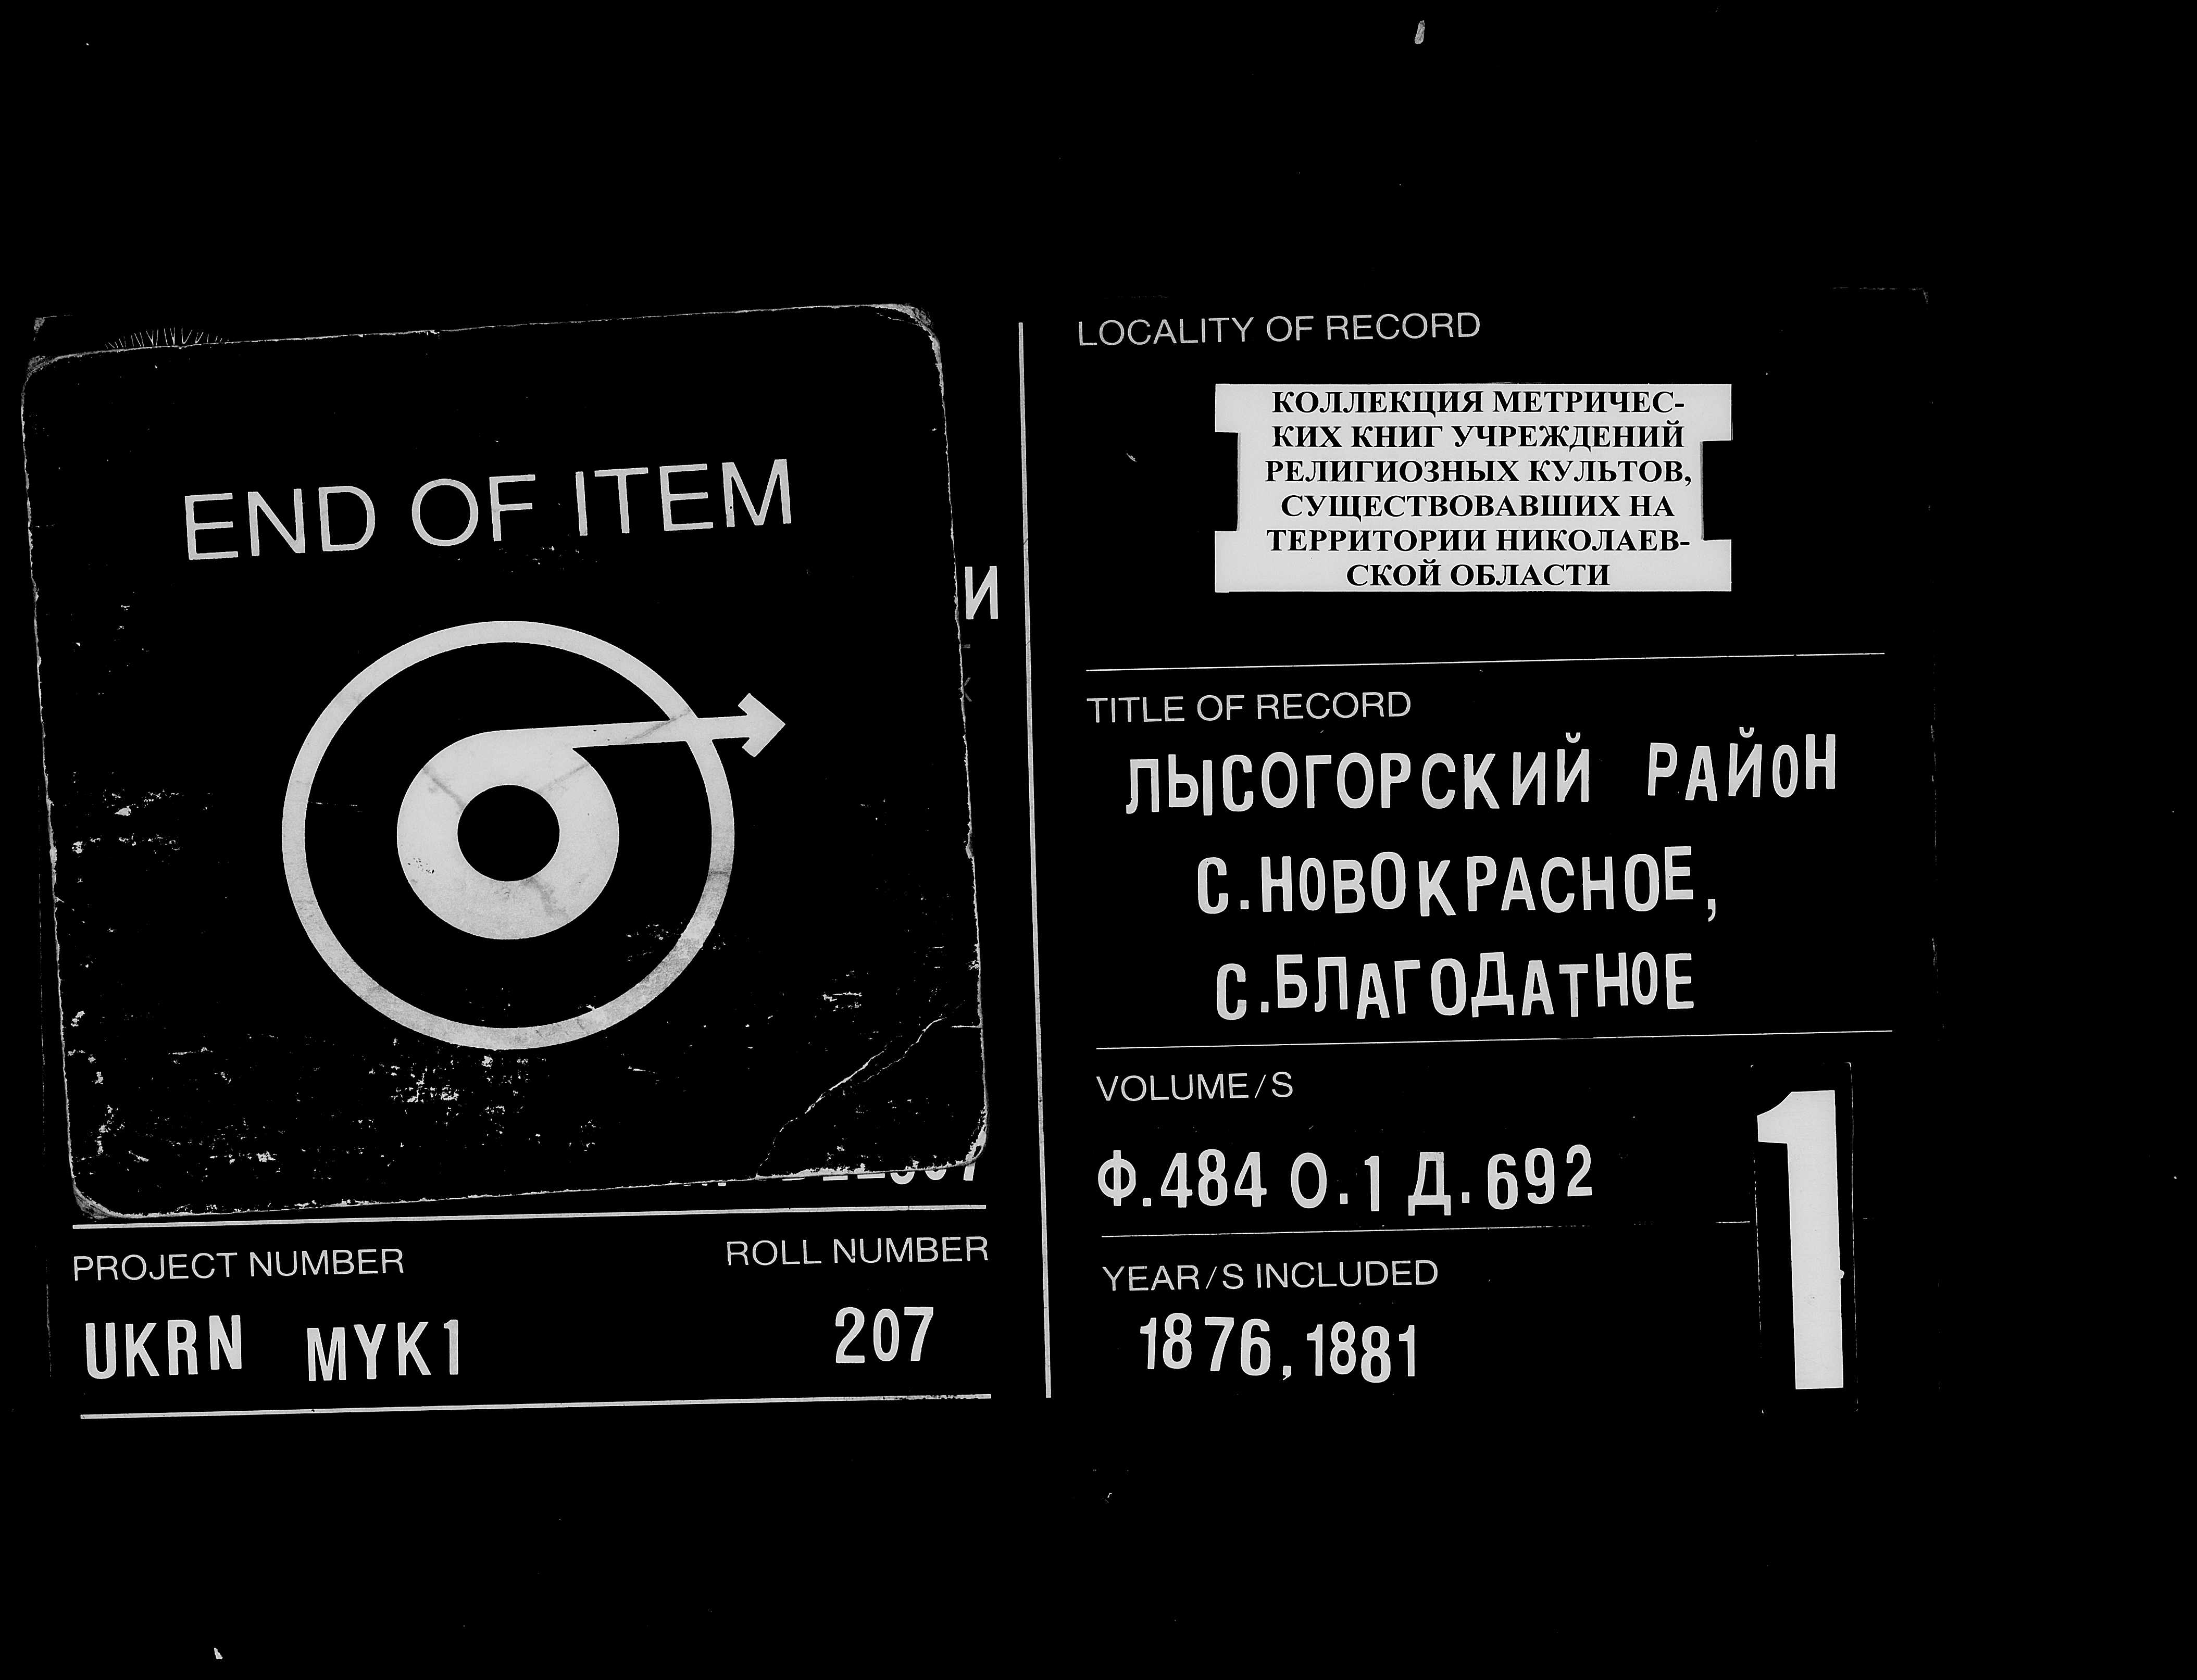 END OF ITEM
И
PROJECT NUMBER
ROLL NUMBER
UKRN MYK1
207
LOCALITY OF RECORD
КОЛЛЕКЦИЯ МЕТРИЧЕС-
КИХ КНИГ УЧРЕЖДЕНИЙ
РЕЛИГИОЗНЫХ КУЛЬТОВ,
СУЩЕСТВОВАВШИХ НА
ТЕРРИТОРИИ НИКОЛАЕВ-
СКОЙ ОБЛАСТИ
TITLE OF RECORD
ЛЫСОГОРСКИЙ РАЙОН
С.НОВОКРАСНОЕ,
С.БЛАГОДАТНОЕ
VOLUME/S
Ф.484 О.1 Д.692
1
YEAR/S INCLUDED
1876,1881